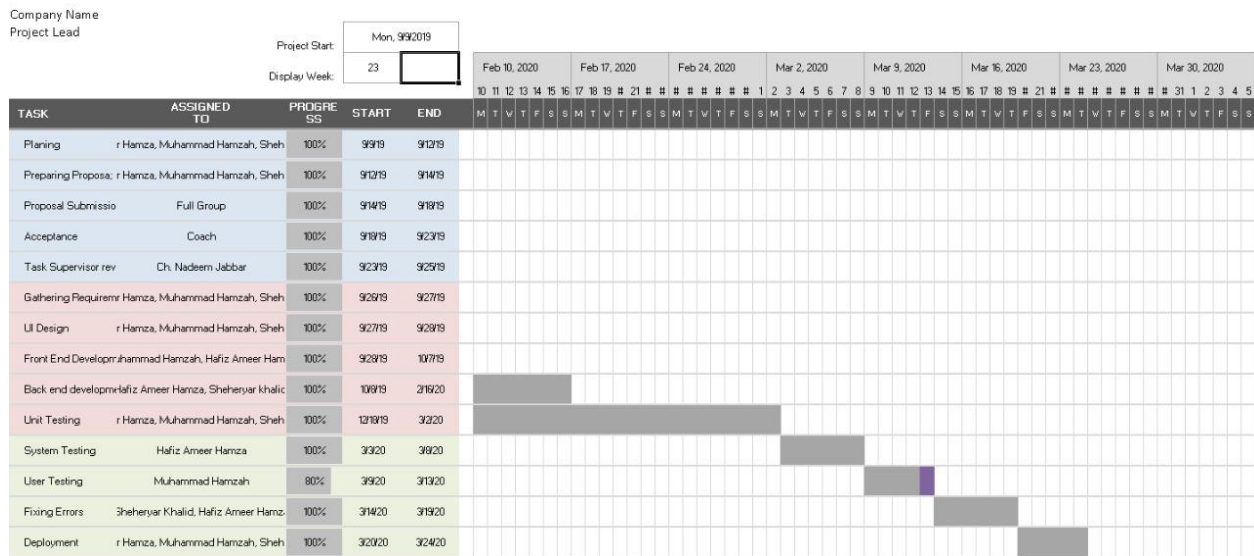 Company Name
Project Lead
Project Start: Mon, 9/9/2019
Display Week: 23
Feb 10, 2020 Feb 17, 2020 Feb 24, 2020 Mar 2, 2020 Mar 9, 2020 Mar 16, 2020 Mar 23, 2020 Mar 30, 2020
10 11 12 13 14 15 16 17 18 19 # 21 # # # # # # # # 1 2 3 4 5 6 7 8 9 10 11 12 13 14 15 16 17 18 19 # 21 # # # # # # # # # 31 1 2 3 4 5
TASK ASSIGNED TO PROGRESS START END M T W T F S S M T W T F S S M T W T F S S M T W T F S S M T W T F S S M T W T F S S M T W T F S S M T W T F S S
Planing r Hamza, Muhammad Hamzah, Sheh 100% 9/9/19 9/12/19
Preparing Proposa; r Hamza, Muhammad Hamzah, Sheh 100% 9/12/19 9/14/19
Proposal Submissio Full Group 100% 9/14/19 9/18/19
Acceptance Coach 100% 9/18/19 9/23/19
Task Supervisor rev Ch. Nadeem Jabbar 100% 9/23/19 9/25/19
Gathering Requirem r Hamza, Muhammad Hamzah, Sheh 100% 9/26/19 9/27/19
UI Design r Hamza, Muhammad Hamzah, Sheh 100% 9/27/19 9/28/19
Front End Developm uhammad Hamzah, Hafiz Ameer Ham 100% 9/28/19 10/7/19
Back end developme Hafiz Ameer Hamza, Sheheryar khalid 100% 10/8/19 2/16/20
Unit Testing r Hamza, Muhammad Hamzah, Sheh 100% 12/18/19 3/2/20
System Testing Hafiz Ameer Hamza 100% 3/3/20 3/8/20
User Testing Muhammad Hamzah 80% 3/9/20 3/13/20
Fixing Errors Sheheryar Khalid, Hafiz Ameer Hamz 100% 3/14/20 3/19/20
Deployment r Hamza, Muhammad Hamzah, Sheh 100% 3/20/20 3/24/20